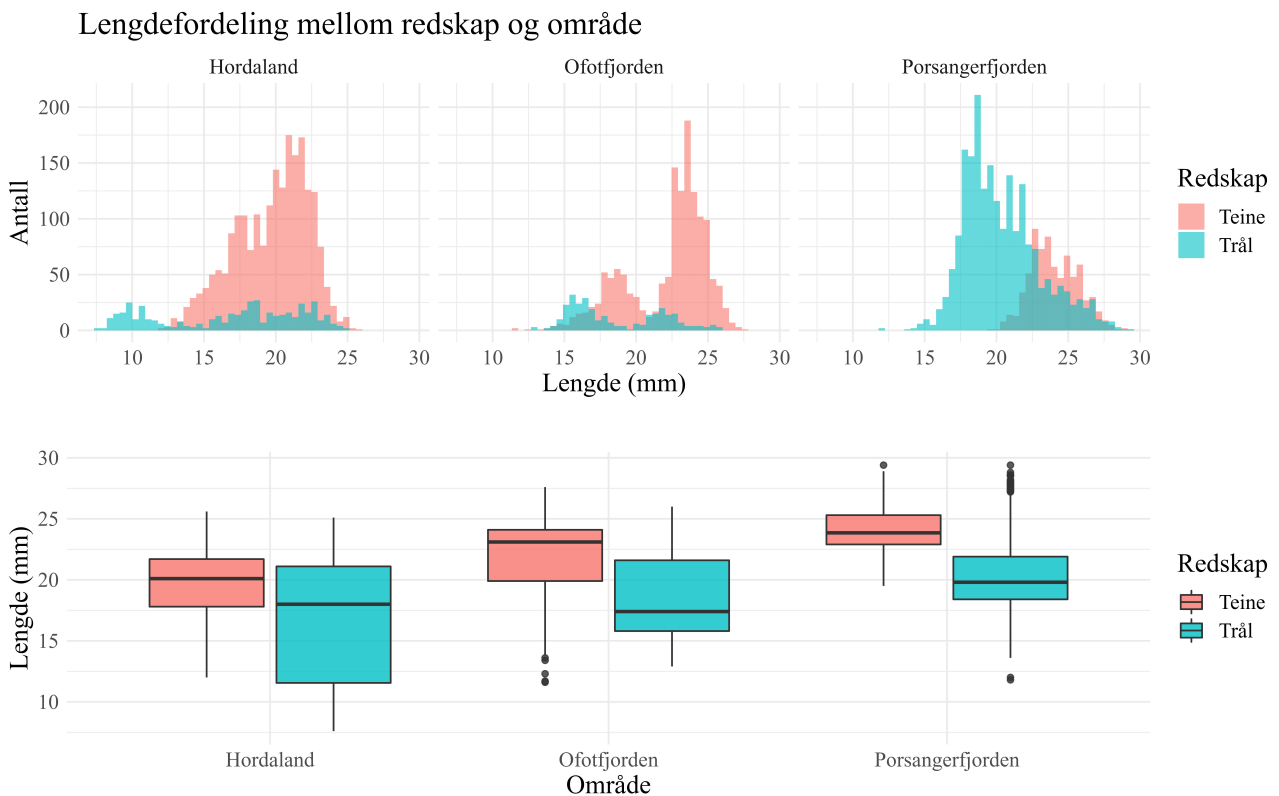 Lengdefordeling mellom redskap og område
Hordaland
Ofotfjorden
Porsangerfjorden
Antall
200
150
100
50
0
10 15 20 25 30
10 15 20 25 30
10 15 20 25 30
Lengde (mm)
Redskap
Teine
Trål
Lengde (mm)
30
25
20
15
10
Hordaland
Ofotfjorden
Porsangerfjorden
Område
Redskap
Teine
Trål